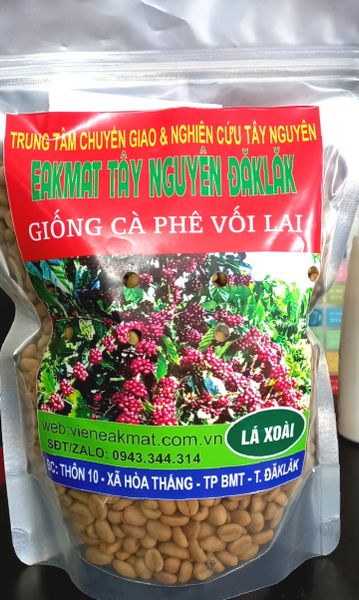 TRUNG TÂM CHUYỂN GIAO & NGHIÊN CỨU TÂY NGUYÊN
EAKMAT TÂY NGUYÊN ĐĂKLĂK
GIỐNG CÀ PHÊ VỐI LAI
web:vieneakmat.com.vn
LÁ XOÀI
SĐT/ZALO: 0943.344.314
ĐC: THÔN 10 - XÃ HÒA THẮNG - TP BMT - T. ĐĂKLĂK